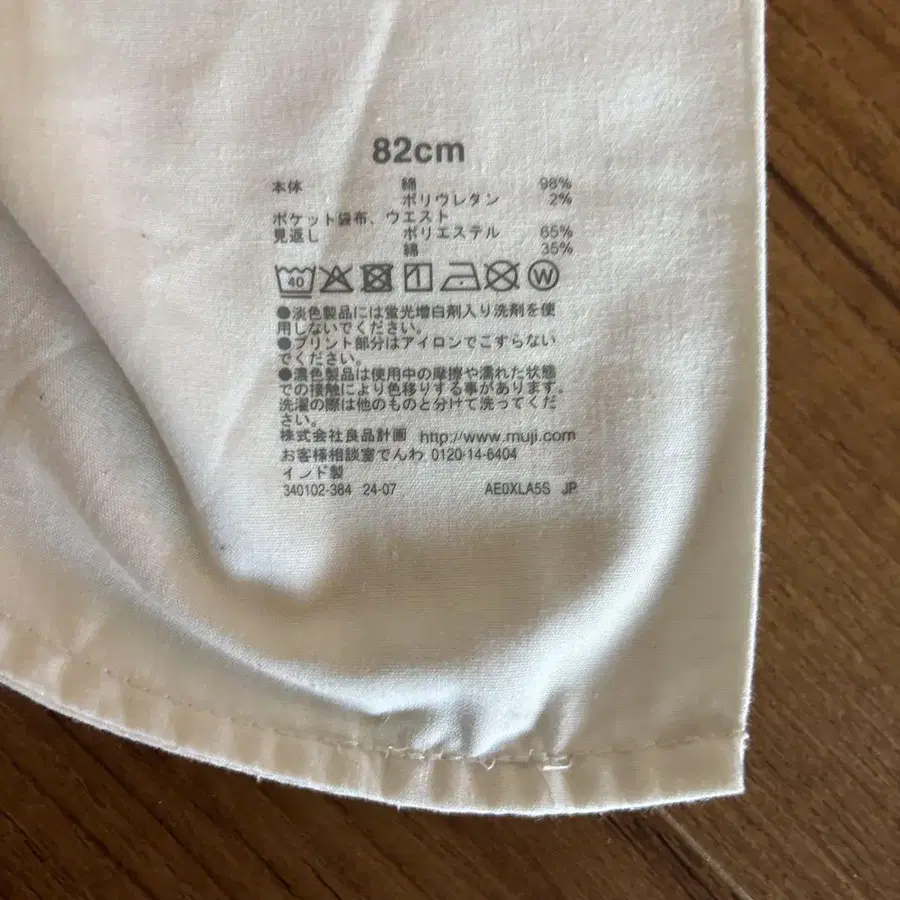 82cm
本体 綿 98%
ポリウレタン 2%
ポケット袋布、ウエスト
見返し ポリエステル 65%
綿 35%
40
W
●淡色製品には蛍光増白剤入り洗剤を使
用しないでください。
●プリント部分はアイロンでこすらない
でください。
●濃色製品は使用中の摩擦や濡れた状態
での接触により色移りする事があります。
洗濯の際は他のものと分けて洗ってくだ
さい。
株式会社良品計画 http://www.muji.com
お客様相談室でんわ 0120-14-6404
インド製
340102-384 24-07 AE0XLA5S JP